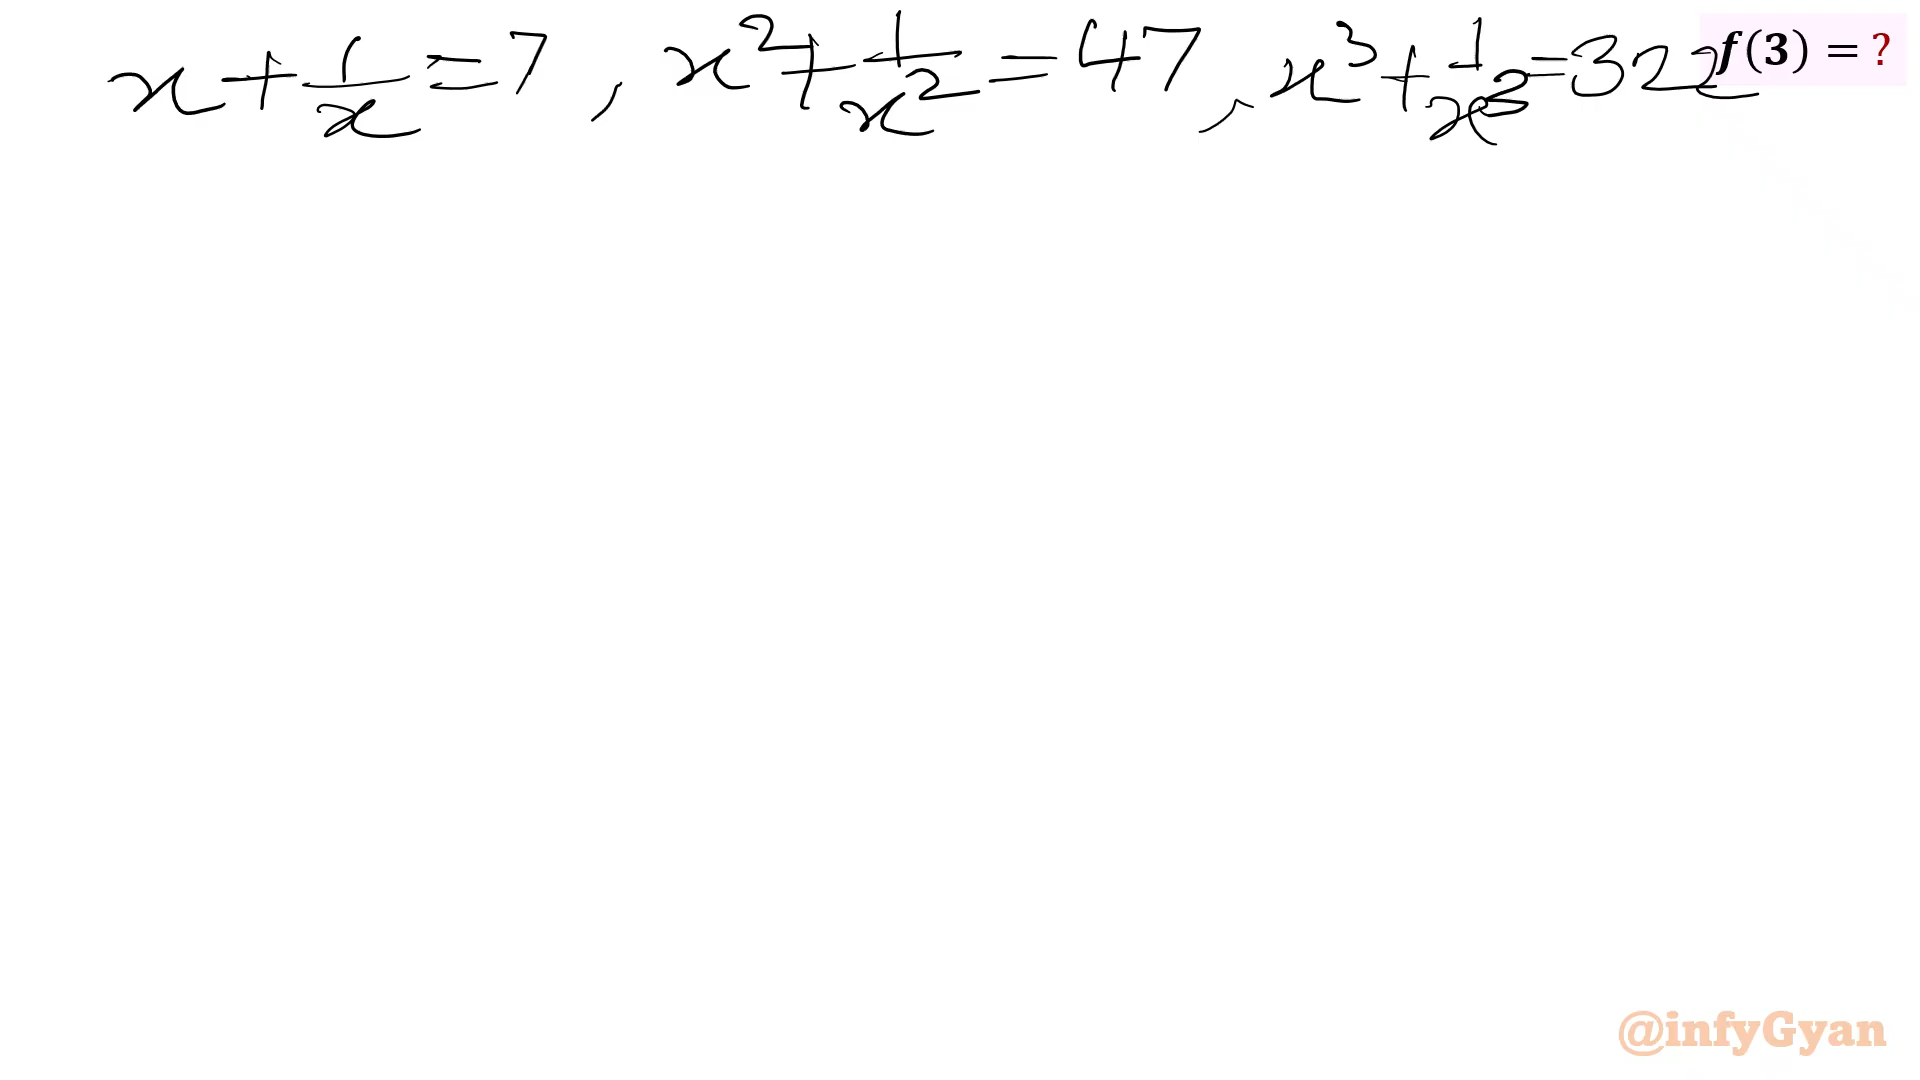 x + 1/x = 7 , x² + 1/x² = 47 , x³ + 1/x³ = 322 f(3) = ?
@infyGyan